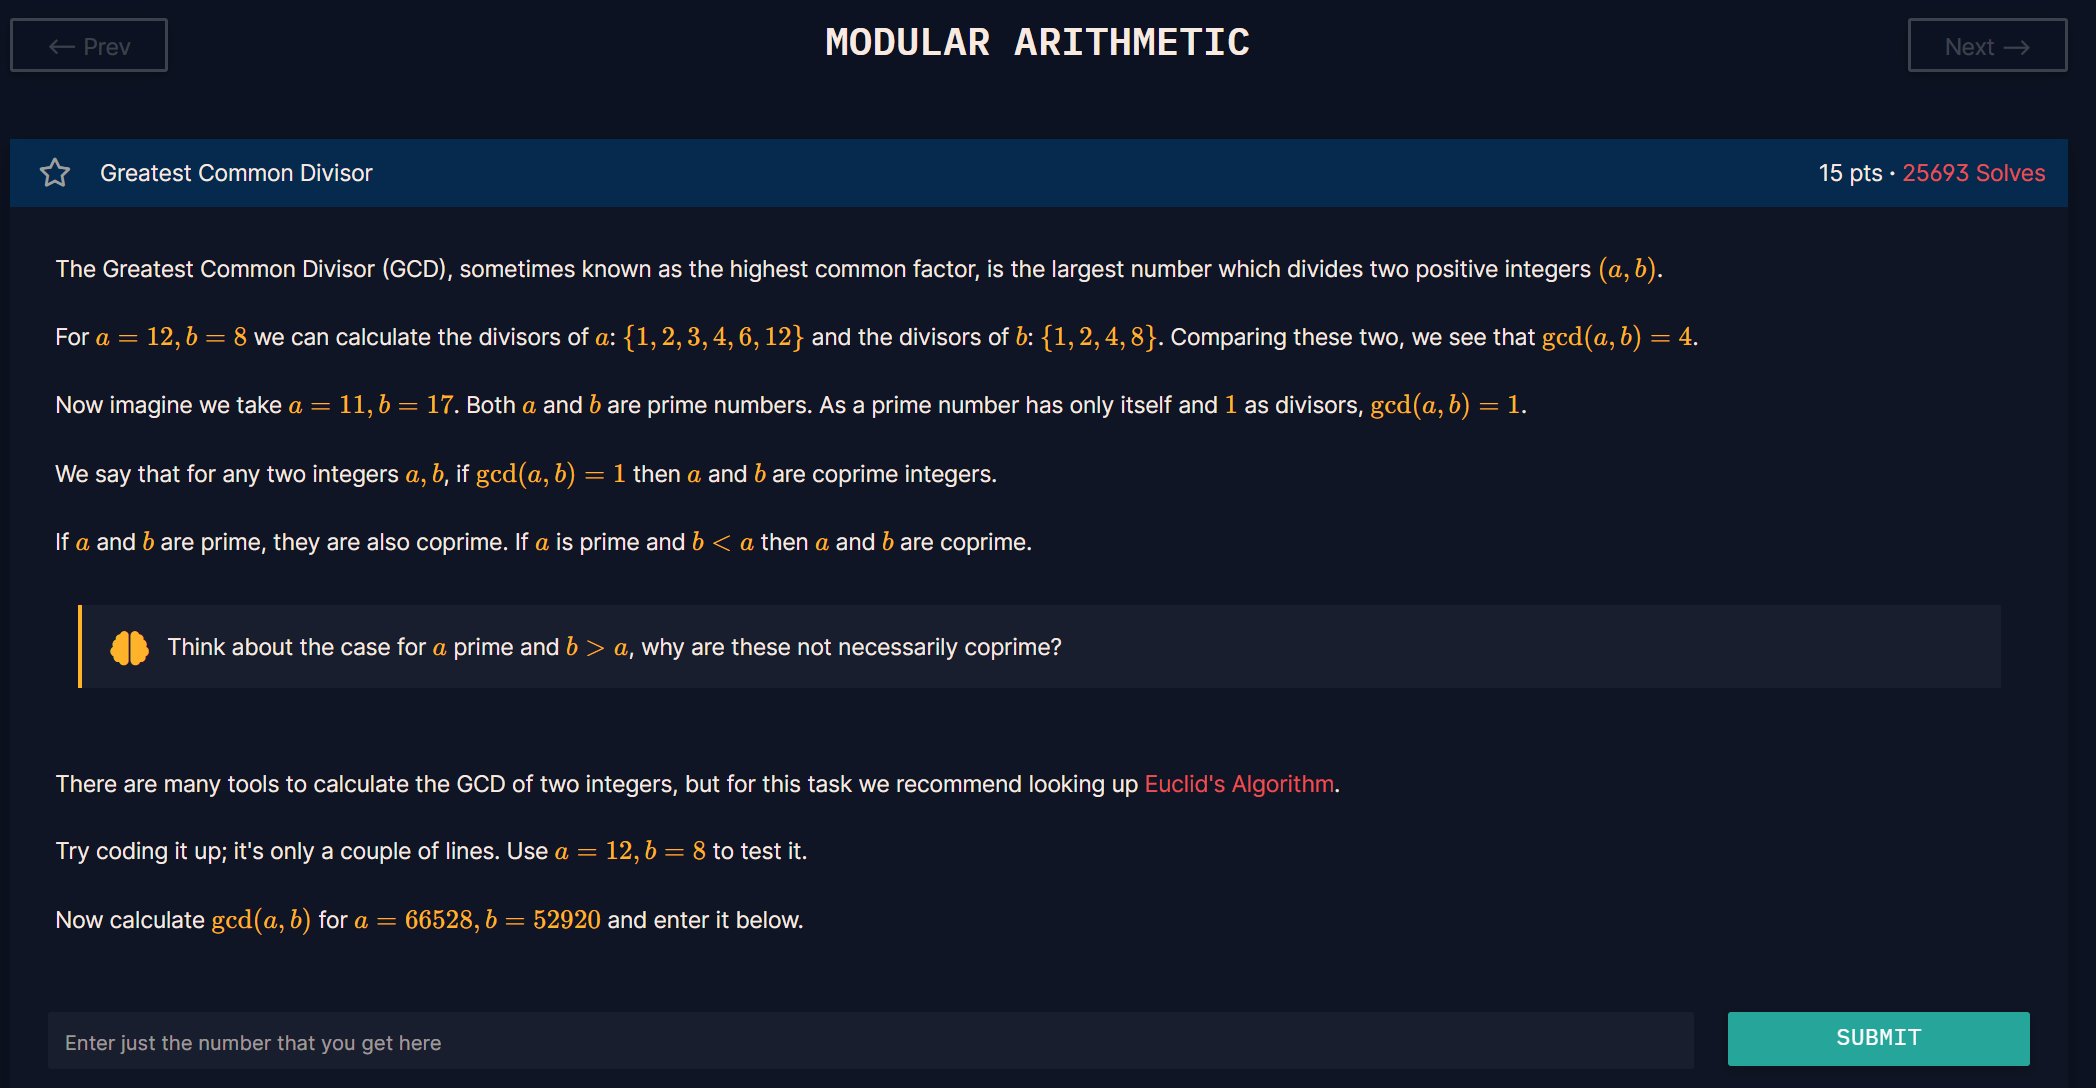 ← Prev
MODULAR ARITHMETIC
Next →
Greatest Common Divisor
15 pts · 25693 Solves
The Greatest Common Divisor (GCD), sometimes known as the highest common factor, is the largest number which divides two positive integers (a, b).
For a = 12, b = 8 we can calculate the divisors of a: {1, 2, 3, 4, 6, 12} and the divisors of b: {1, 2, 4, 8}. Comparing these two, we see that gcd(a, b) = 4.
Now imagine we take a = 11, b = 17. Both a and b are prime numbers. As a prime number has only itself and 1 as divisors, gcd(a, b) = 1.
We say that for any two integers a, b, if gcd(a, b) = 1 then a and b are coprime integers.
If a and b are prime, they are also coprime. If a is prime and b < a then a and b are coprime.
Think about the case for a prime and b > a, why are these not necessarily coprime?
There are many tools to calculate the GCD of two integers, but for this task we recommend looking up Euclid's Algorithm.
Try coding it up; it's only a couple of lines. Use a = 12, b = 8 to test it.
Now calculate gcd(a, b) for a = 66528, b = 52920 and enter it below.
Enter just the number that you get here
SUBMIT